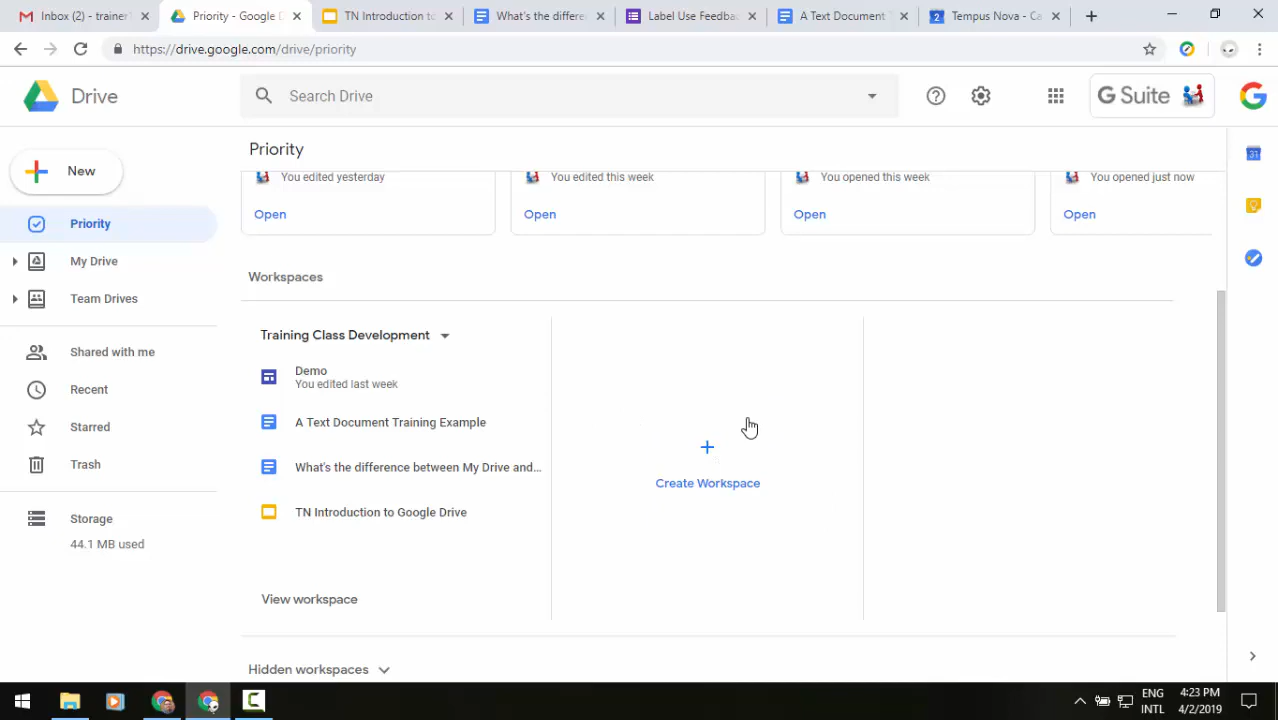 Inbox (2) - trainer1
Priority - Google D
TN Introduction to
What's the differe
Label Use Feedba
A Text Document T
Tempus Nova - Ca
https://drive.google.com/drive/priority
Drive
Search Drive
G Suite
New
Priority
My Drive
Team Drives
Shared with me
Recent
Starred
Trash
Storage
44.1 MB used
Priority
You edited yesterday
You edited this week
You opened this week
You opened just now
Open
Open
Open
Open
Workspaces
Training Class Development
Demo
You edited last week
A Text Document Training Example
What's the difference between My Drive and...
TN Introduction to Google Drive
View workspace
Create Workspace
Hidden workspaces
31
ENG
INTL
4:23 PM
4/2/2019